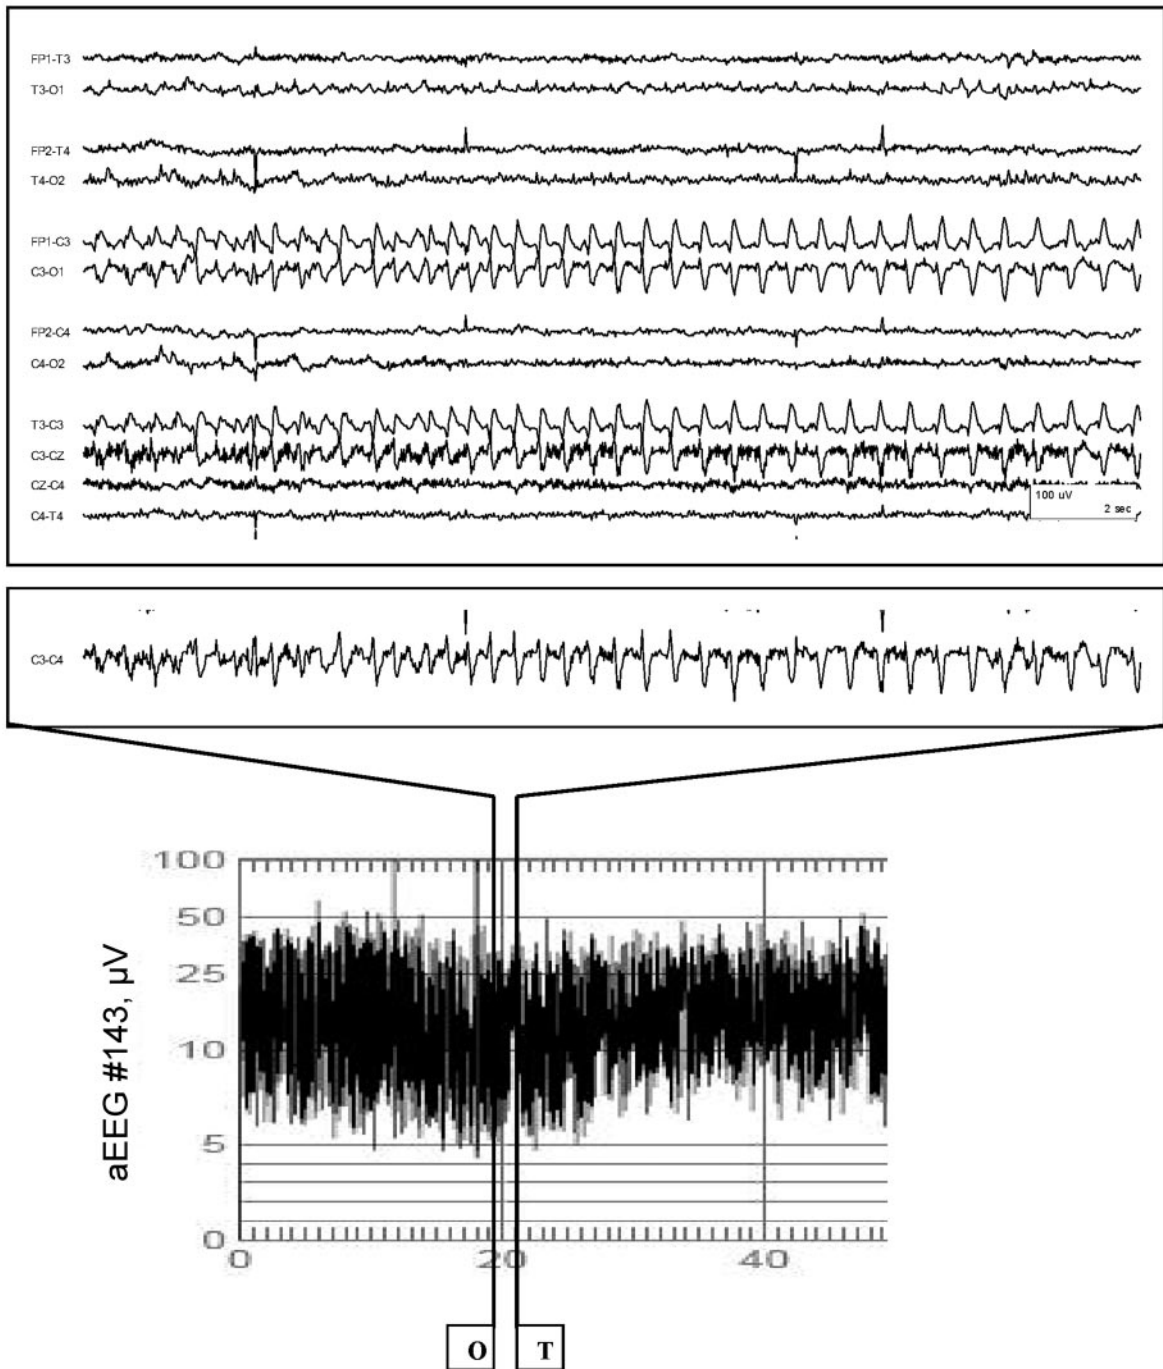 FP1-T3
T3-O1
FP2-T4
T4-O2
FP1-C3
C3-O1
FP2-C4
C4-O2
T3-C3
C3-CZ
CZ-C4
C4-T4
100 uV
2 sec
C3-C4
100
50
25
10
5
0
aEEG #143, µV
0 20 40
O T